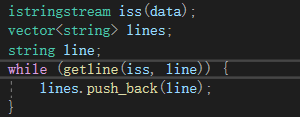 istringstream iss(data);
vector<string> lines;
string line;
while (getline(iss, line)) {
    lines.push_back(line);
}